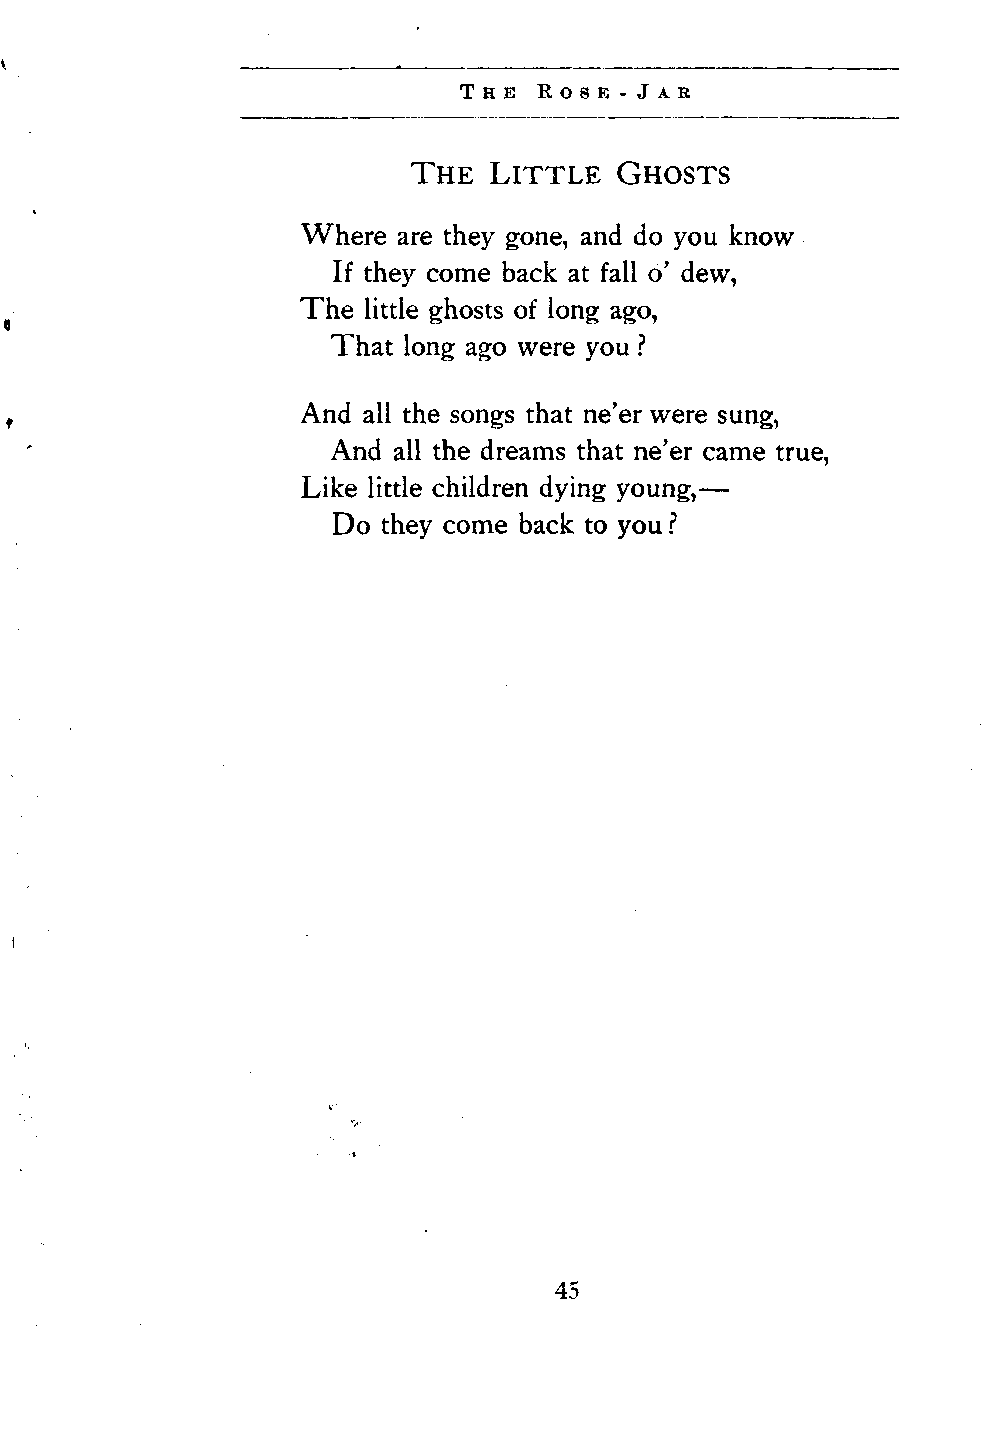 THE ROSE-JAR
THE LITTLE GHOSTS
Where are they gone, and do you know
If they come back at fall o' dew,
The little ghosts of long ago,
That long ago were you?
And all the songs that ne'er were sung,
And all the dreams that ne'er came true,
Like little children dying young,—
Do they come back to you?
45